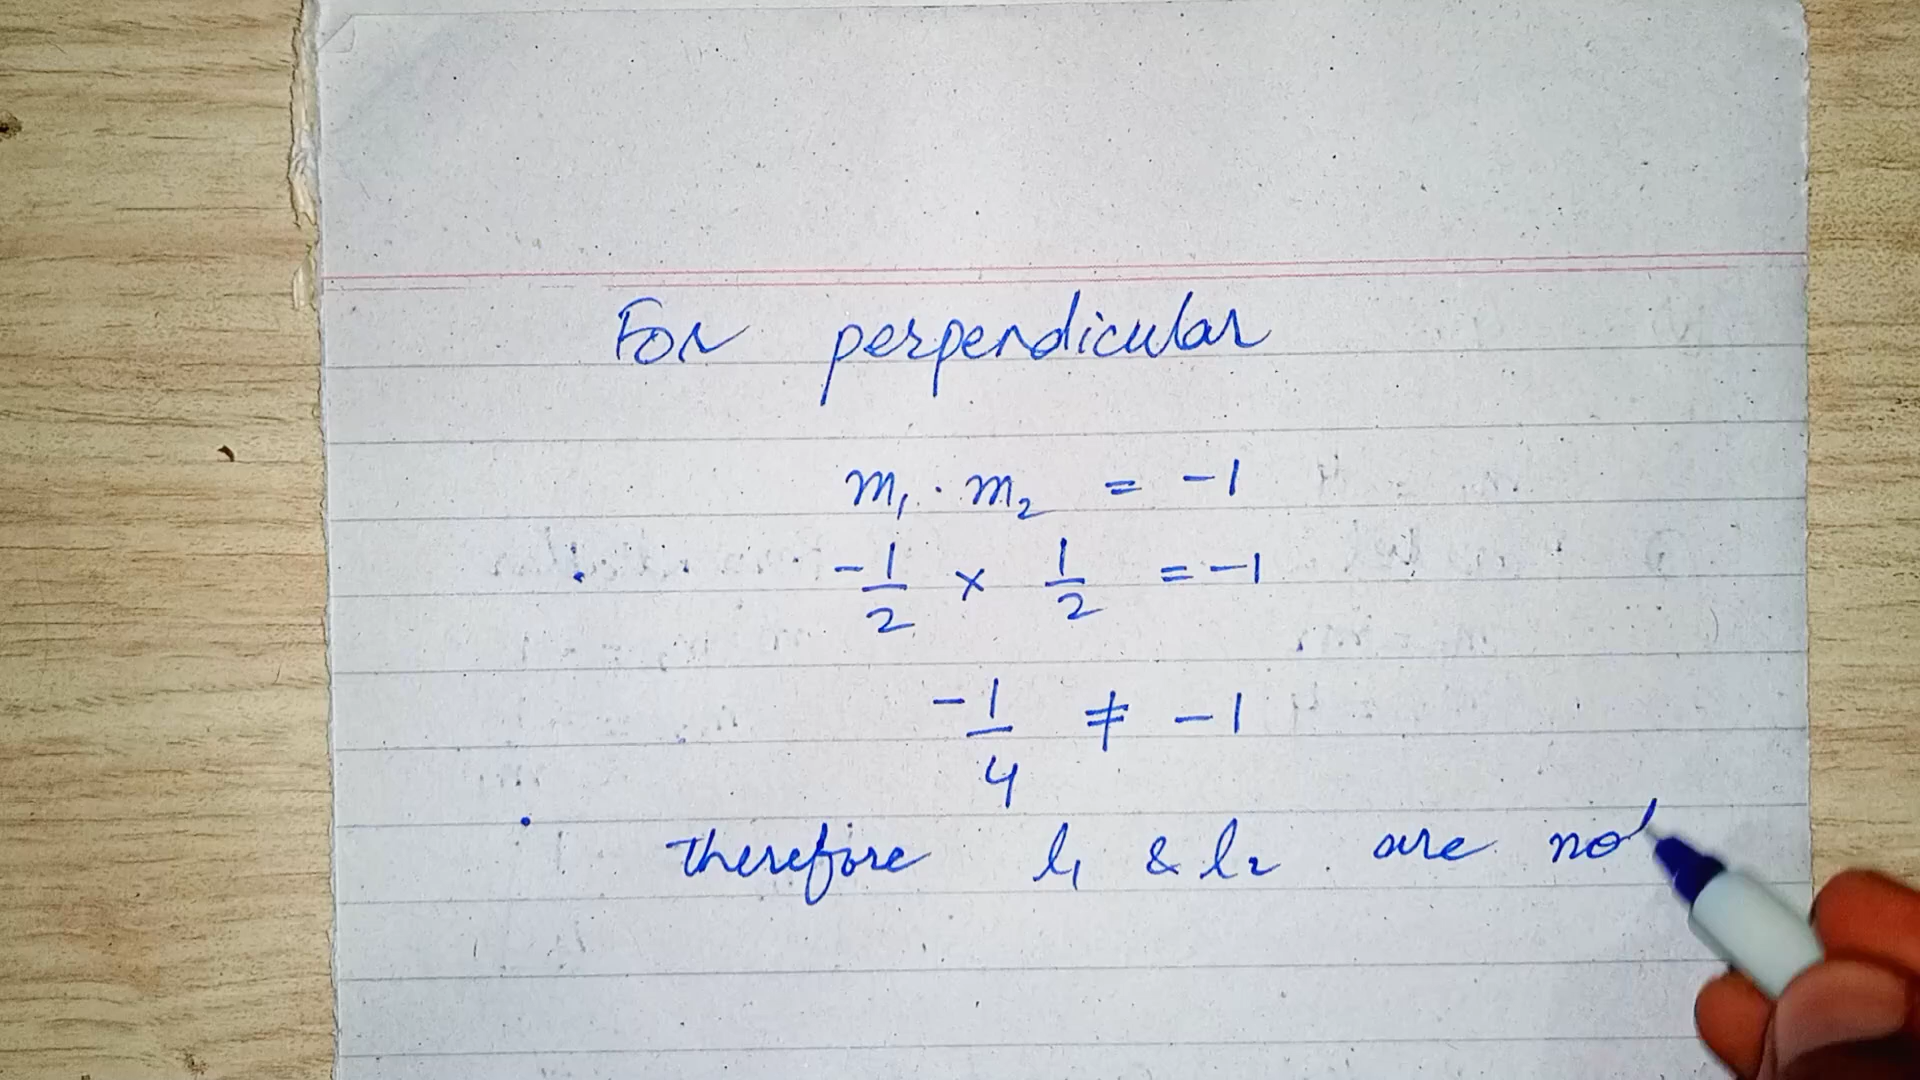 For perpendicular
m₁ · m₂ = -1
-1/2 × 1/2 = -1
-1/4 ≠ -1
therefore l₁ & l₂ are not